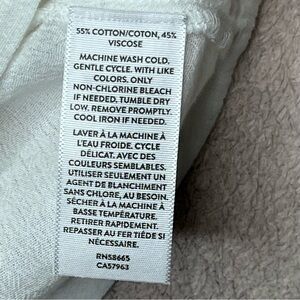 55% COTTON/COTON, 45%
VISCOSE
MACHINE WASH COLD,
GENTLE CYCLE. WITH LIKE
COLORS. ONLY
NON-CHLORINE BLEACH
IF NEEDED. TUMBLE DRY
LOW. REMOVE PROMPTLY.
COOL IRON IF NEEDED.
LAVER À LA MACHINE À
L'EAU FROIDE. CYCLE
DÉLICAT. AVEC DES
COULEURS SEMBLABLES.
UTILISER SEULEMENT UN
AGENT DE BLANCHIMENT
SANS CHLORE, AU BESOIN.
SÉCHER À LA MACHINE À
BASSE TEMPÉRATURE.
RETIRER RAPIDEMENT.
REPASSER AU FER TIÈDE SI
NÉCESSAIRE.
RN58665
CA57963